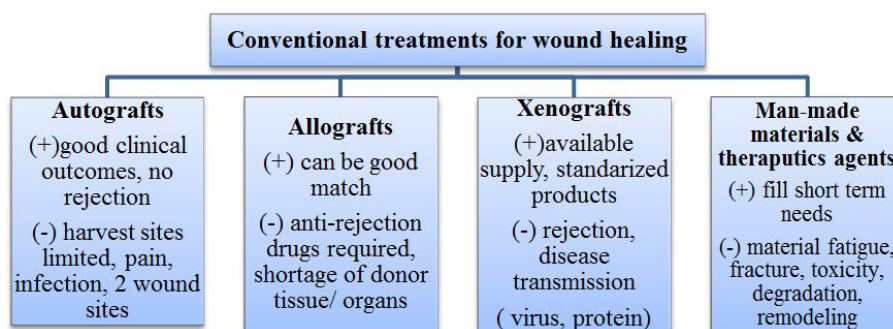 Conventional treatments for wound healing
Autografts
(+)good clinical
outcomes, no
rejection
(-) harvest sites
limited, pain,
infection, 2 wound
sites
Allografts
(+) can be good
match
(-) anti-rejection
drugs required,
shortage of donor
tissue/ organs
Xenografts
(+)available
supply, standarized
products
(-) rejection,
disease
transmission
( virus, protein)
Man-made
materials &
theraputics agents
(+) fill short term
needs
(-) material fatigue,
fracture, toxicity,
degradation,
remodeling